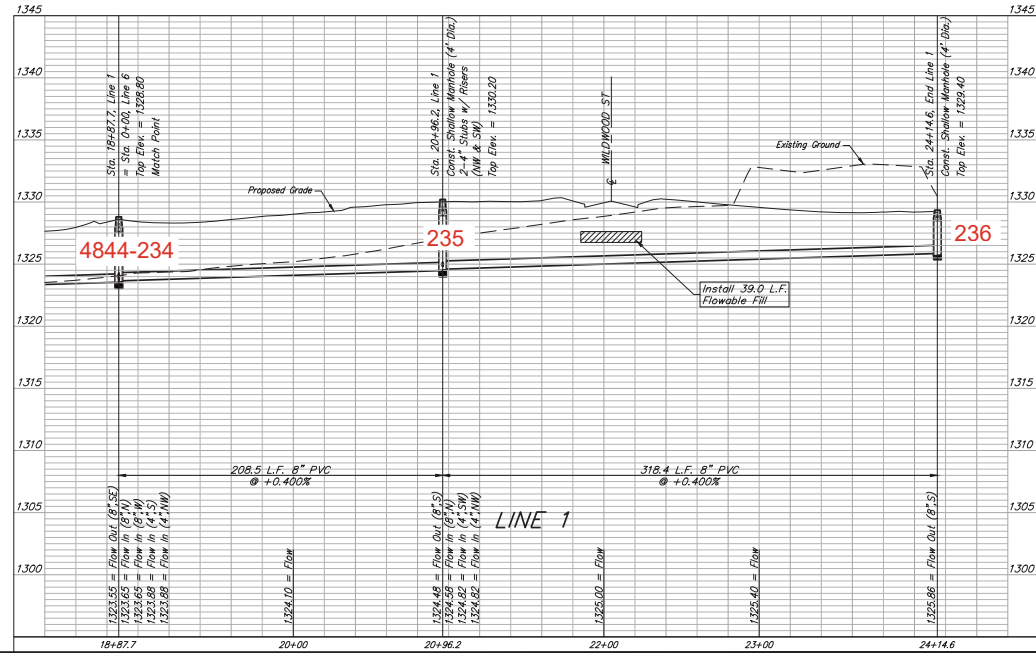 1345
1345
1340
1340
1335
1335
1330
1330
1325
1325
1320
1320
1315
1315
1310
1310
1305
1305
1300
1300
Sta. 18+87.7, Line 1
= Sta. 0+00, Line 6
Top Elev. = 1328.80
Match Point
Sta. 20+96.2, Line 1
Const. Shallow Manhole (4' Dia.)
2-4" Stubs w/ Risers
(NW & SW)
Top Elev. = 1330.20
℄ WILDWOOD ST
Sta. 24+14.6, End Line 1
Const. Shallow Manhole (4' Dia.)
Top Elev. = 1329.40
Existing Ground
Proposed Grade
4844-234
235
236
Install 39.0 L.F.
Flowable Fill
208.5 L.F. 8" PVC
@ +0.400%
318.4 L.F. 8" PVC
@ +0.400%
LINE 1
1323.55 = Flow Out (8",SE)
1323.65 = Flow In (8",N)
1323.65 = Flow In (8",W)
1323.88 = Flow In (4",S)
1323.88 = Flow In (4",NW)
1324.10 = Flow
1324.48 = Flow Out (8",S)
1324.58 = Flow In (8",N)
1324.82 = Flow In (4",SW)
1324.82 = Flow In (4",NW)
1325.00 = Flow
1325.40 = Flow
1325.86 = Flow Out (8",S)
18+87.7
20+00
20+96.2
22+00
23+00
24+14.6